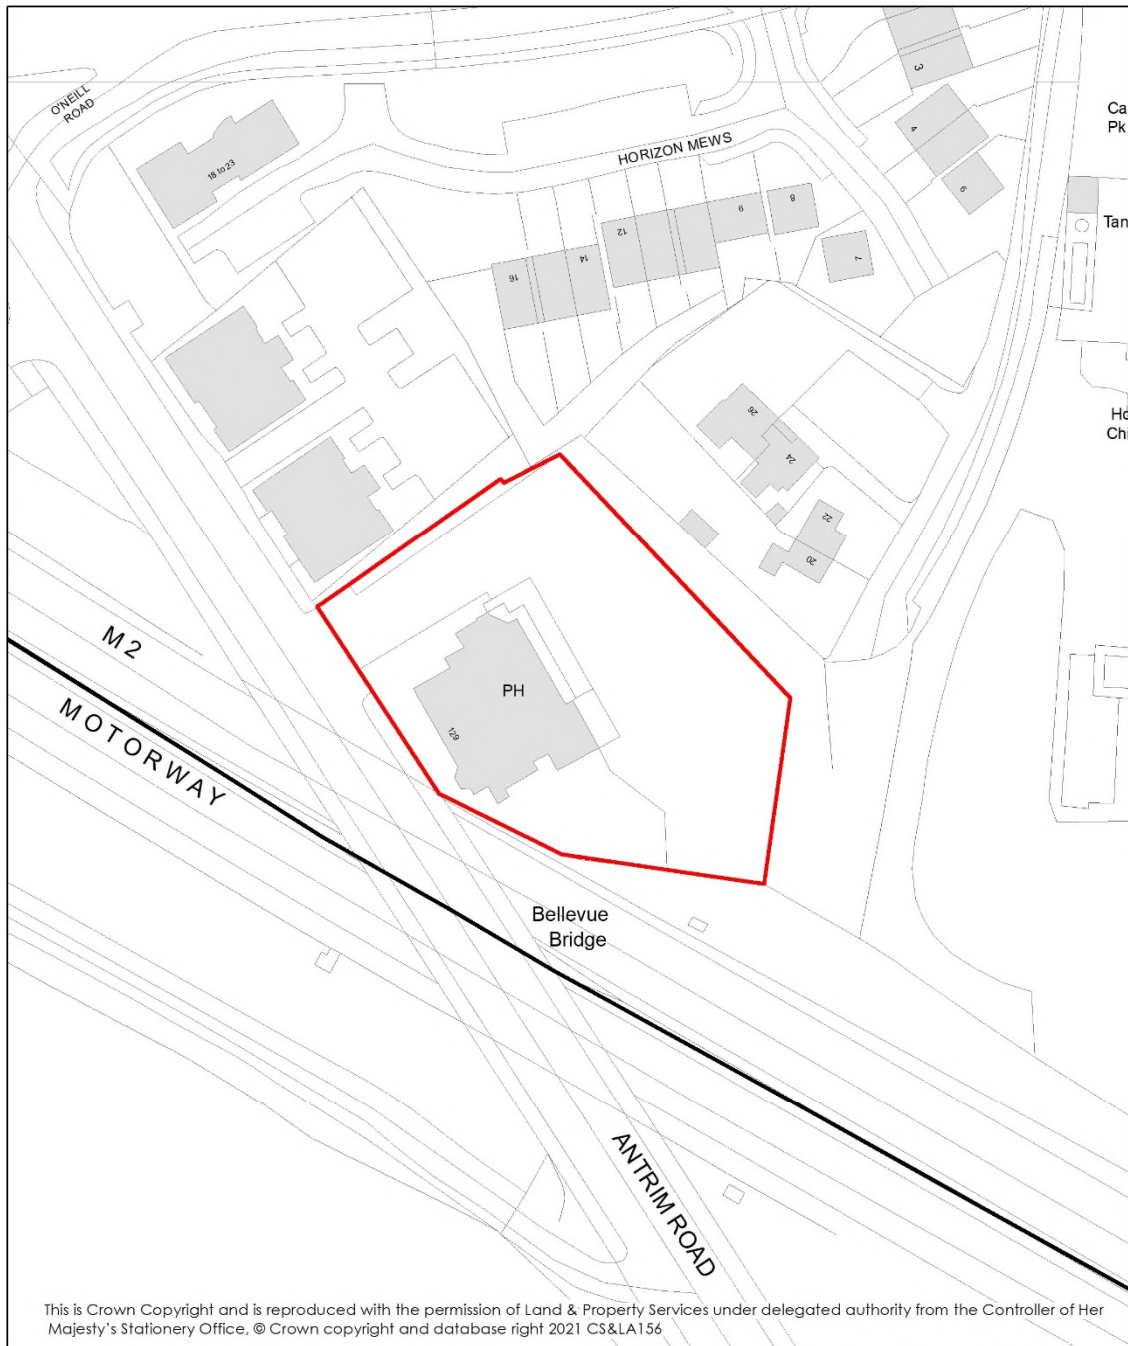 O'NEILL
ROAD
18 to 23
HORIZON MEWS
3
4
6
Ca
Pk
Tan
8
9
12
14
16
7
26
24
22
20
Ho
Chi
M2
MOTORWAY
PH
129
Bellevue
Bridge
ANTRIM ROAD
This is Crown Copyright and is reproduced with the permission of Land & Property Services under delegated authority from the Controller of Her
Majesty's Stationery Office, © Crown copyright and database right 2021 CS&LA156